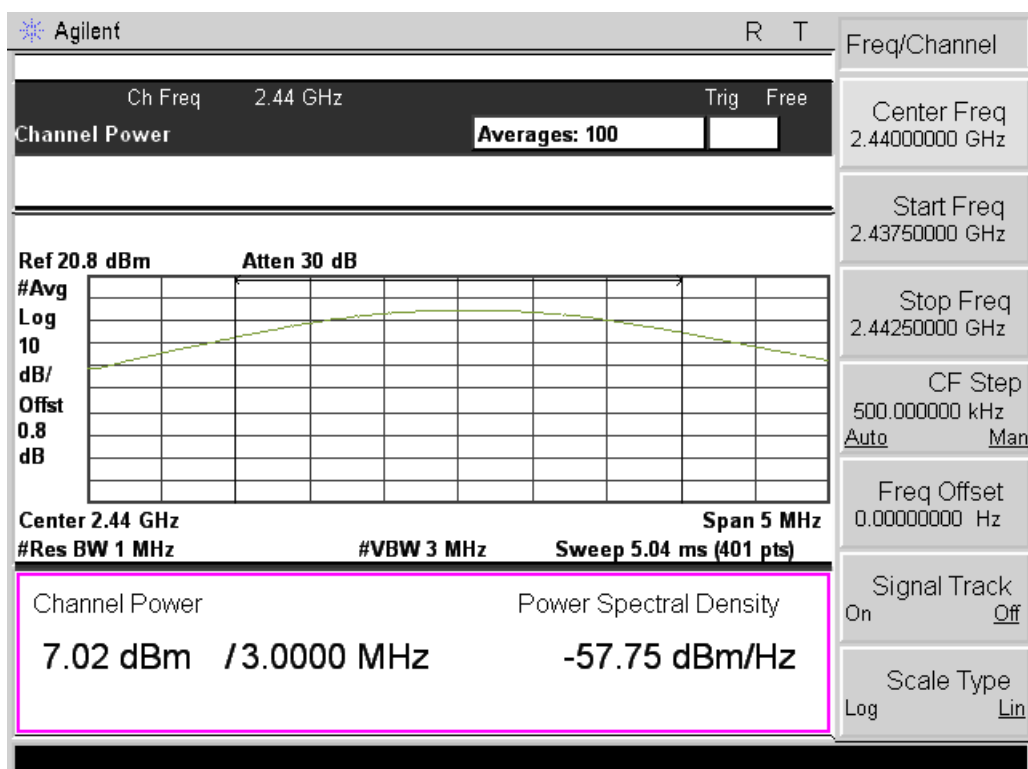 Agilent R T
Ch Freq 2.44 GHz Trig Free
Channel Power Averages: 100
Ref 20.8 dBm Atten 30 dB
#Avg
Log
10
dB/
Offst
0.8
dB
Center 2.44 GHz Span 5 MHz
#Res BW 1 MHz #VBW 3 MHz Sweep 5.04 ms (401 pts)
Channel Power Power Spectral Density
7.02 dBm /3.0000 MHz -57.75 dBm/Hz
Freq/Channel
Center Freq
2.44000000 GHz
Start Freq
2.43750000 GHz
Stop Freq
2.44250000 GHz
CF Step
500.000000 kHz
Auto Man
Freq Offset
0.00000000 Hz
Signal Track
On Off
Scale Type
Log Lin